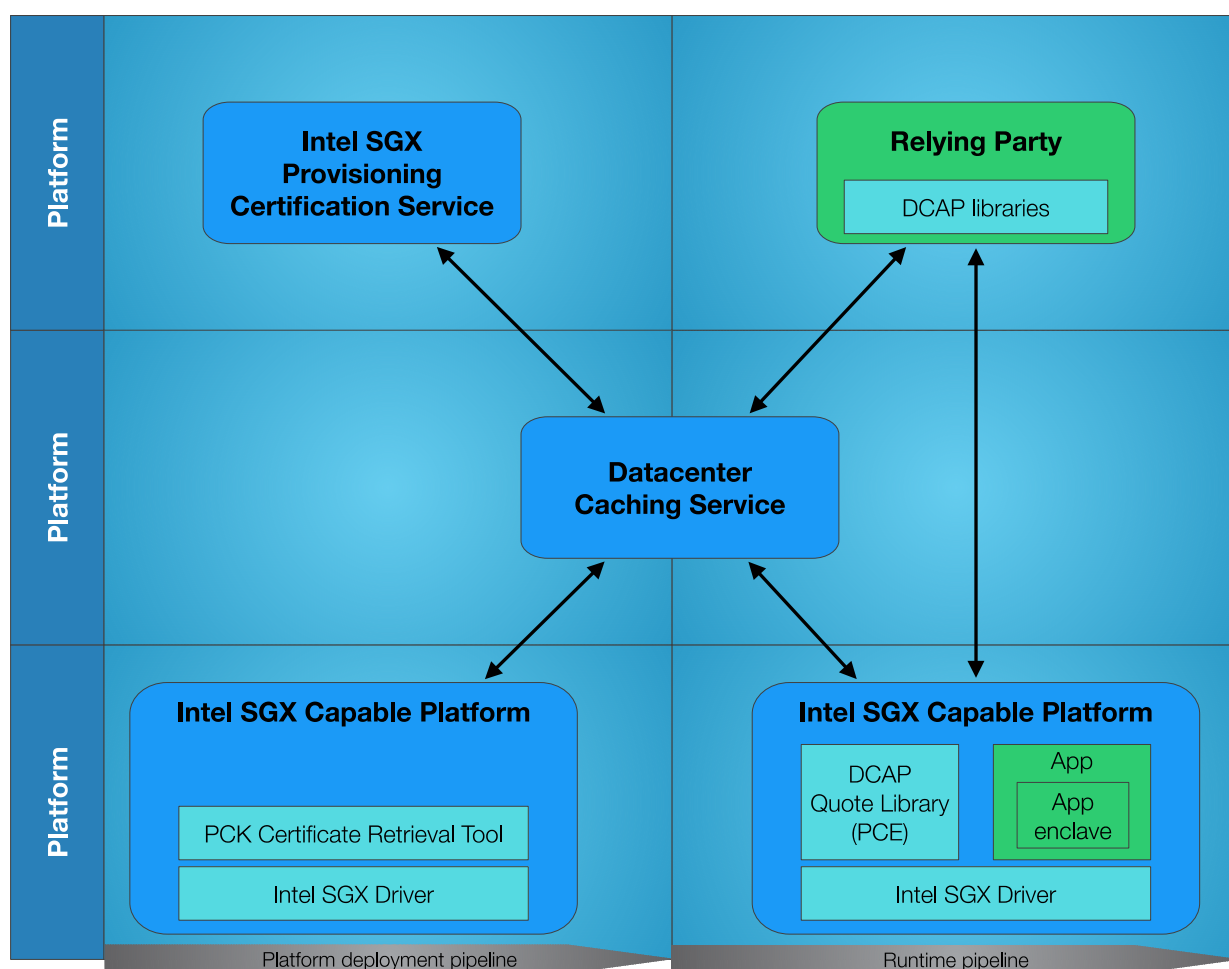 Platform
Intel SGX
Provisioning
Certification Service
Relying Party
DCAP libraries
Platform
Datacenter
Caching Service
Platform
Intel SGX Capable Platform
PCK Certificate Retrieval Tool
Intel SGX Driver
Intel SGX Capable Platform
DCAP
Quote Library
(PCE)
App
App
enclave
Intel SGX Driver
Platform deployment pipeline
Runtime pipeline